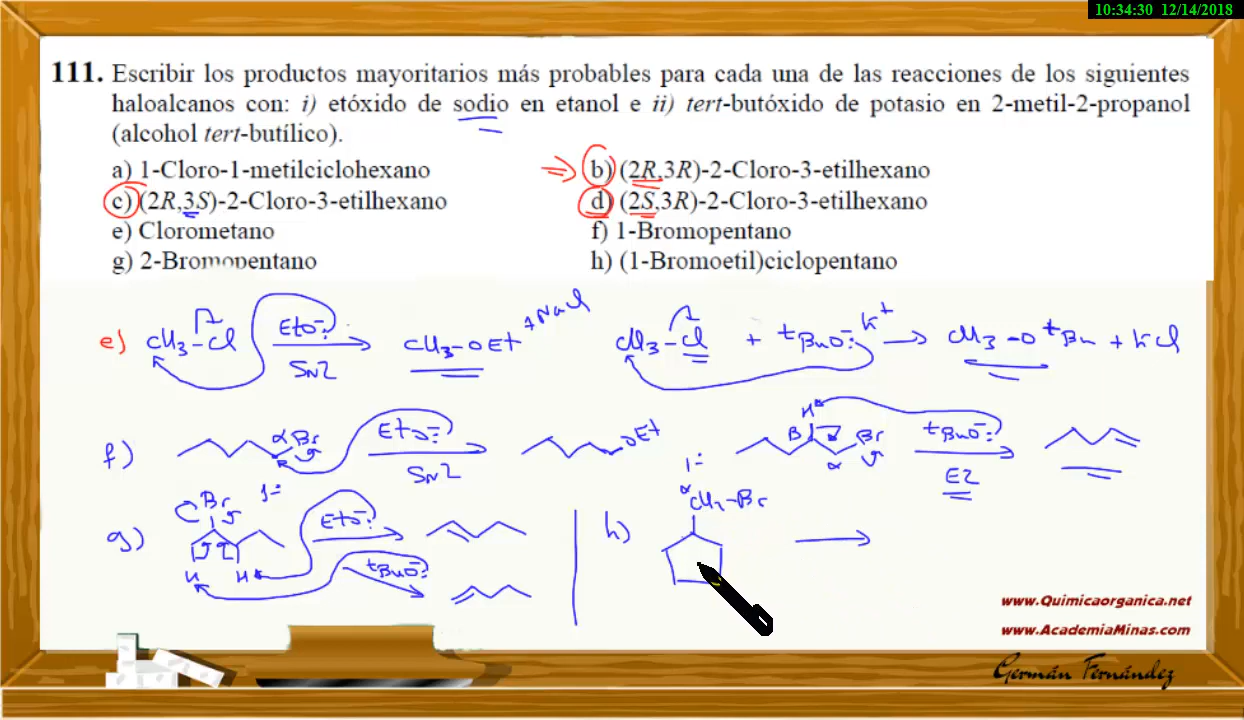 10:34:30 12/14/2018
111. Escribir los productos mayoritarios más probables para cada una de las reacciones de los siguientes
haloalcanos con: i) etóxido de sodio en etanol e ii) tert-butóxido de potasio en 2-metil-2-propanol
(alcohol tert-butílico).
a) 1-Cloro-1-metilciclohexano
b) (2R,3R)-2-Cloro-3-etilhexano
c) (2R,3S)-2-Cloro-3-etilhexano
d) (2S,3R)-2-Cloro-3-etilhexano
e) Clorometano
f) 1-Bromopentano
g) 2-Bromopentano
h) (1-Bromoetil)ciclopentano
e) CH3-Cl EtO-: SN2 CH3-OEt + NaCl
CH3-Cl + tBuO-: K+ CH3-O tBu + KCl
f) α Br EtO-: SN2 OEt
H β α Br tBuO-: E2
g) Br H H EtO-: tBuO-:
h) α CH2-Br
www.Quimicaorganica.net
www.AcademiaMinas.com
Germán Fernández